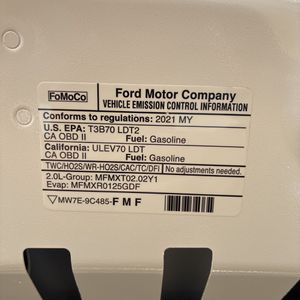 FoMoCo
Ford Motor Company
VEHICLE EMISSION CONTROL INFORMATION
Conforms to regulations: 2021 MY
U.S. EPA: T3B70 LDT2
CA OBD II Fuel: Gasoline
California: ULEV70 LDT
CA OBD II Fuel: Gasoline
TWC/HO2S/WR-HO2S/CAC/TC/DFI No adjustments needed.
2.0L-Group: MFMXT02.02Y1
Evap: MFMXR0125GDF
MW7E-9C485-F M F